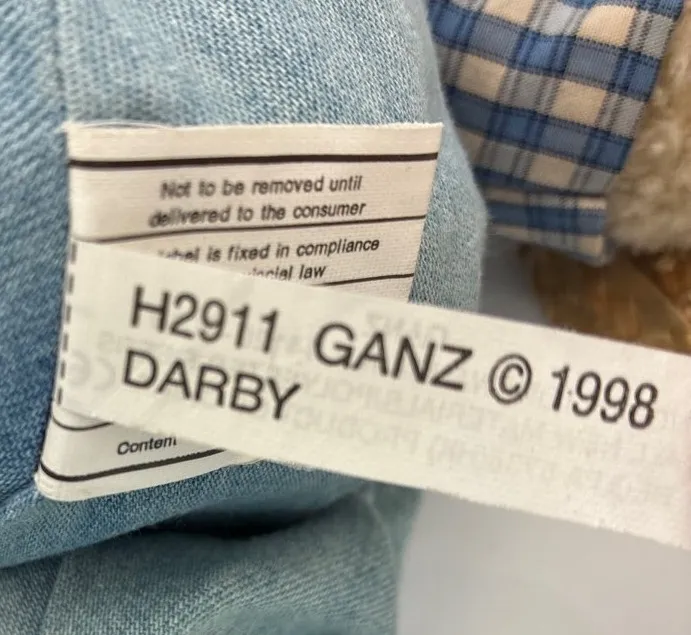 Not to be removed until
delivered to the consumer
is fixed in compliance
law
H2911 GANZ © 1998
DARBY
Content